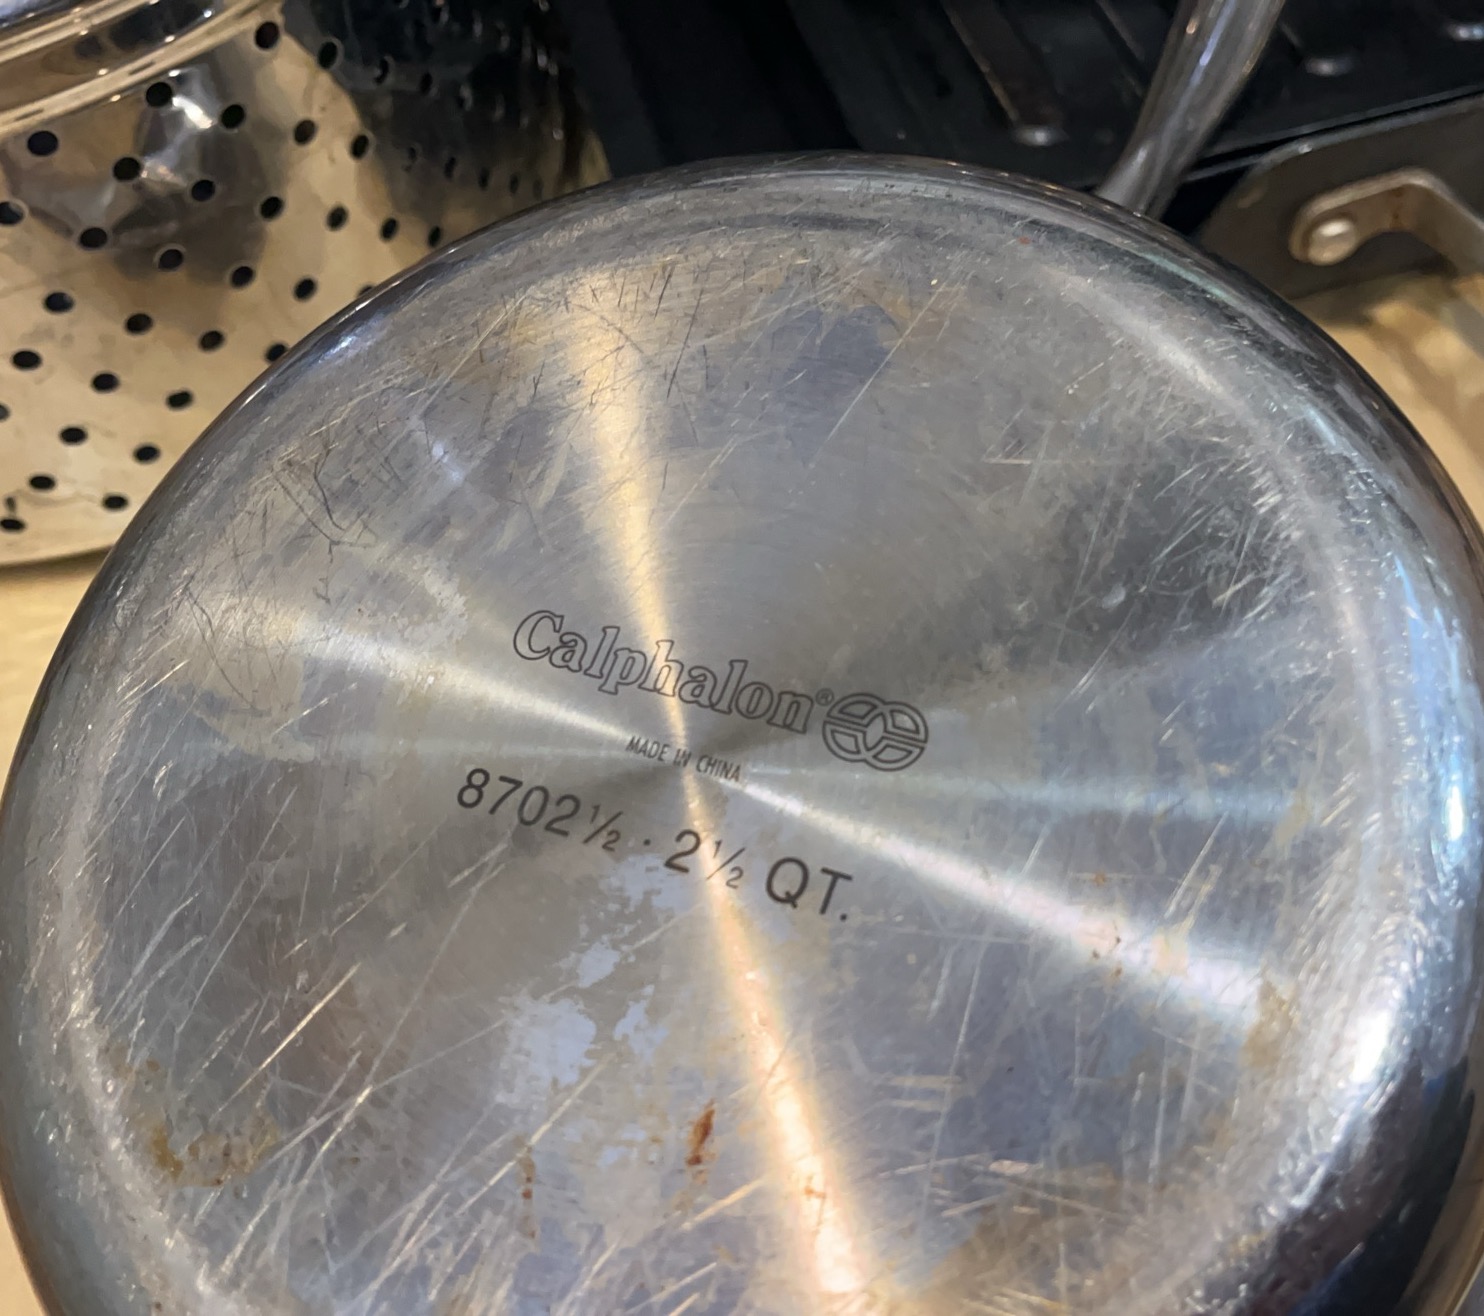 Calphalon®
MADE IN CHINA
8702½ · 2½ QT.